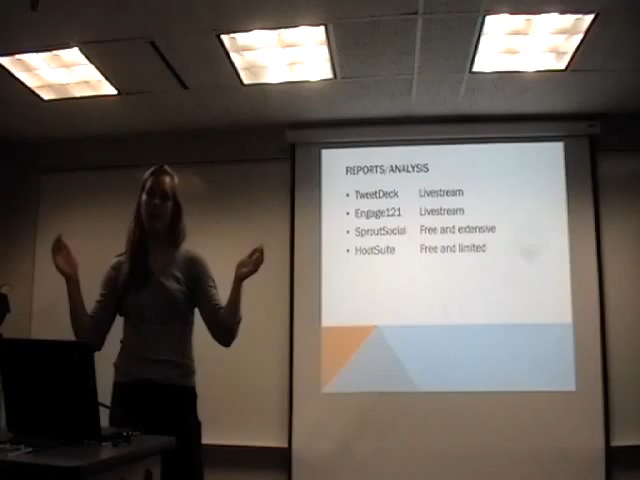 REPORTS/ANALYSIS
• TweetDeck Livestream
• Engage121 Livestream
• SproutSocial Free and extensive
• HootSuite Free and limited